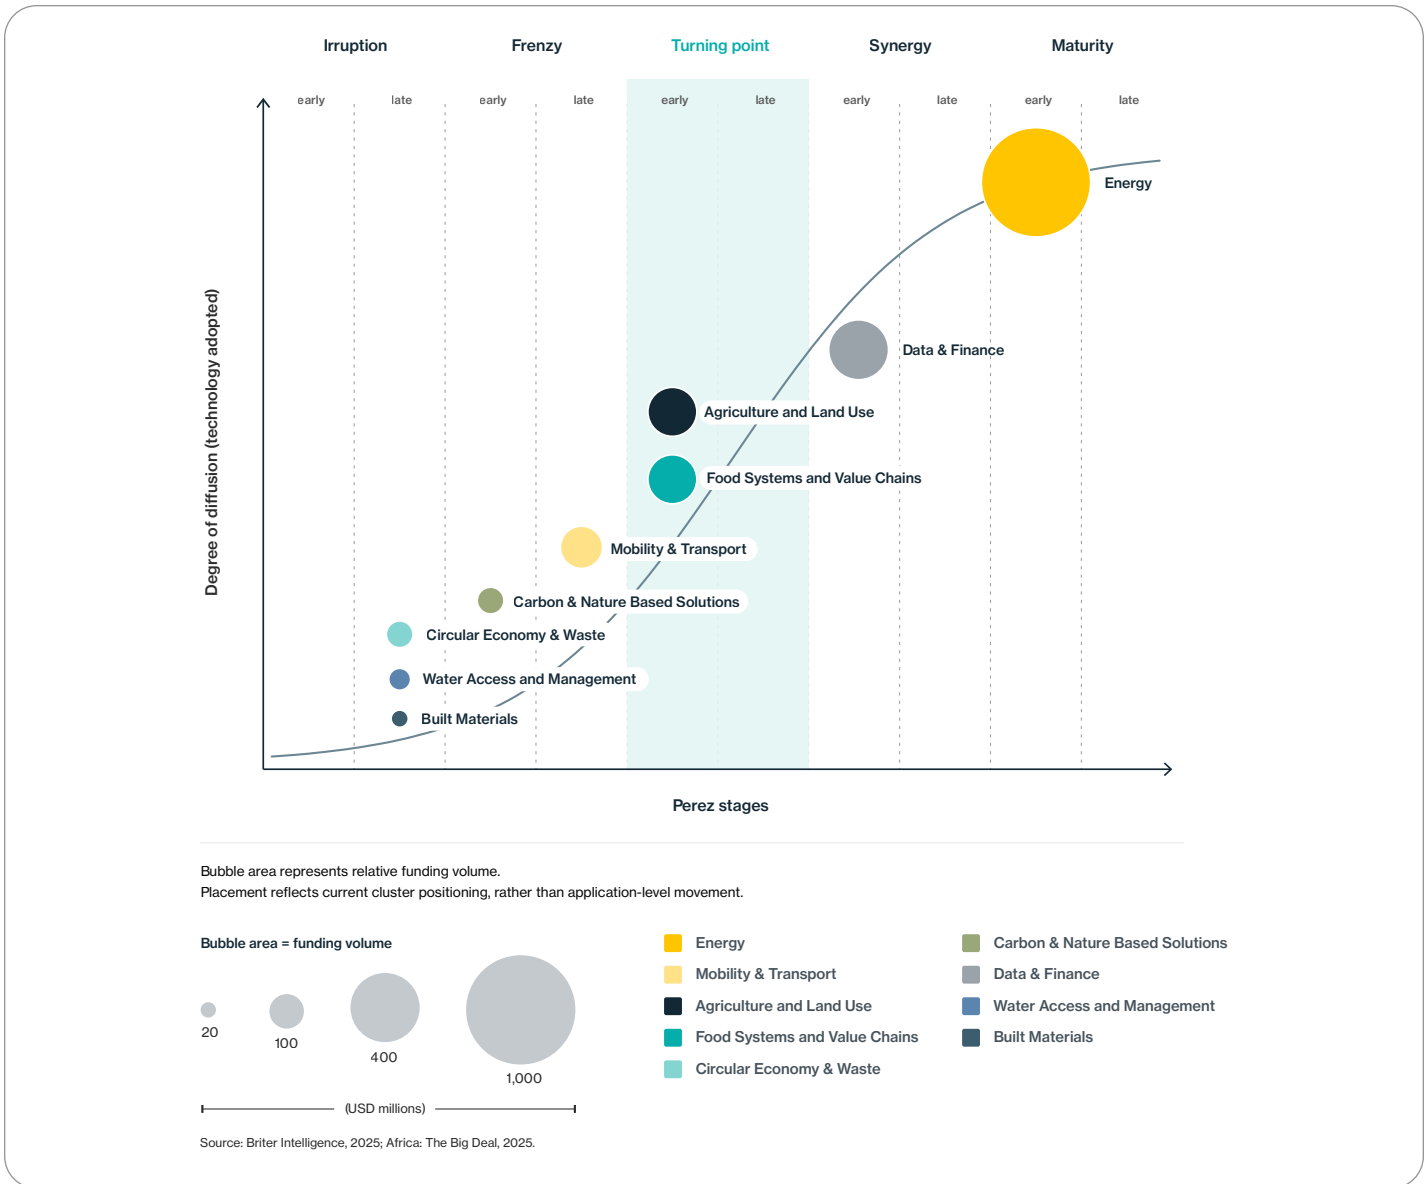 Irruption
Frenzy
Turning point
Synergy
Maturity
early
late
early
late
early
late
early
late
early
late
Energy
Data & Finance
Agriculture and Land Use
Food Systems and Value Chains
Mobility & Transport
Carbon & Nature Based Solutions
Circular Economy & Waste
Water Access and Management
Built Materials
Degree of diffusion (technology adopted)
Perez stages
Bubble area represents relative funding volume.
Placement reflects current cluster positioning, rather than application-level movement.
Bubble area = funding volume
20
100
400
1,000
(USD millions)
Energy
Mobility & Transport
Agriculture and Land Use
Food Systems and Value Chains
Circular Economy & Waste
Carbon & Nature Based Solutions
Data & Finance
Water Access and Management
Built Materials
Source: Briter Intelligence, 2025; Africa: The Big Deal, 2025.